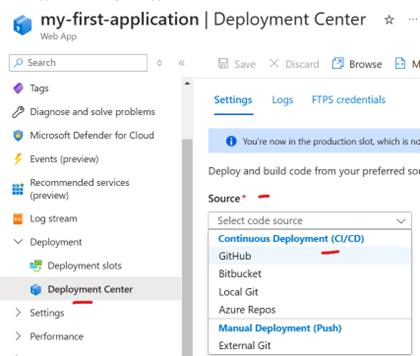 my-first-application | Deployment Center
Web App
Search
Save
Discard
Browse
Tags
Diagnose and solve problems
Microsoft Defender for Cloud
Events (preview)
Recommended services
(preview)
Log stream
Deployment
Deployment slots
Deployment Center
Settings
Performance
Settings
Logs
FTPS credentials
You're now in the production slot, which is no
Deploy and build code from your preferred
Source*
Select code source
Continuous Deployment (CI/CD)
GitHub
Bitbucket
Local Git
Azure Repos
Manual Deployment (Push)
External Git